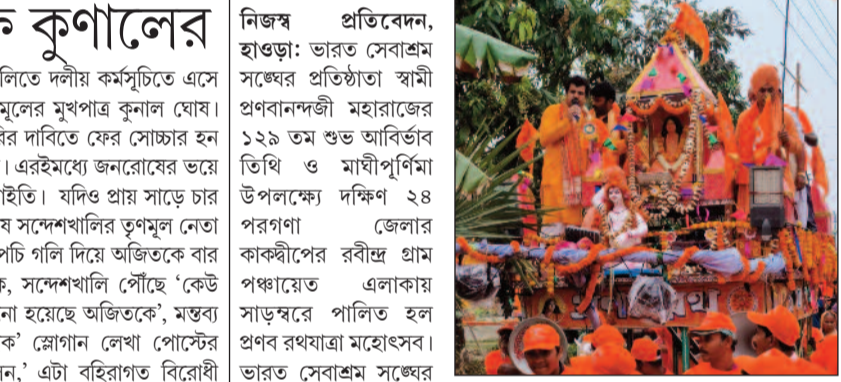 ক কুণালের
লিতে দলীয় কর্মসূচিতে এসে
মূলের মুখপাত্র কুনাল ঘোষ।
রির দাবিতে ফের সোচ্চার হন
। এরইমধ্যে জনরোষের ভয়ে
াইতি। যদিও প্রায় সাড়ে চার
ষ সন্দেশখালির তৃণমূল নেতা
পচি গলি দিয়ে অজিতকে বার
ক, সন্দেশখালি পৌঁছে ‘কেউ
নো হয়েছে অজিতকে’, মন্তব্য
ক’ স্লোগান লেখা পোস্টের
সন,’ এটা বহিরাগত বিরোধী
নিজস্ব প্রতিবেদন,
হাওড়া: ভারত সেবাশ্রম
সঙ্ঘের প্রতিষ্ঠাতা স্বামী
প্রণবানন্দজী মহারাজের
১২৯ তম শুভ আবির্ভাব
তিথি ও মাঘীপূর্ণিমা
উপলক্ষ্যে দক্ষিণ ২৪
পরগণা জেলার
কাকদ্বীপের রবীন্দ্র গ্রাম
পঞ্চায়েত এলাকায়
সাড়ম্বরে পালিত হল
প্রণব রথযাত্রা মহোৎসব।
ভারত সেবাশ্রম সঙ্ঘের